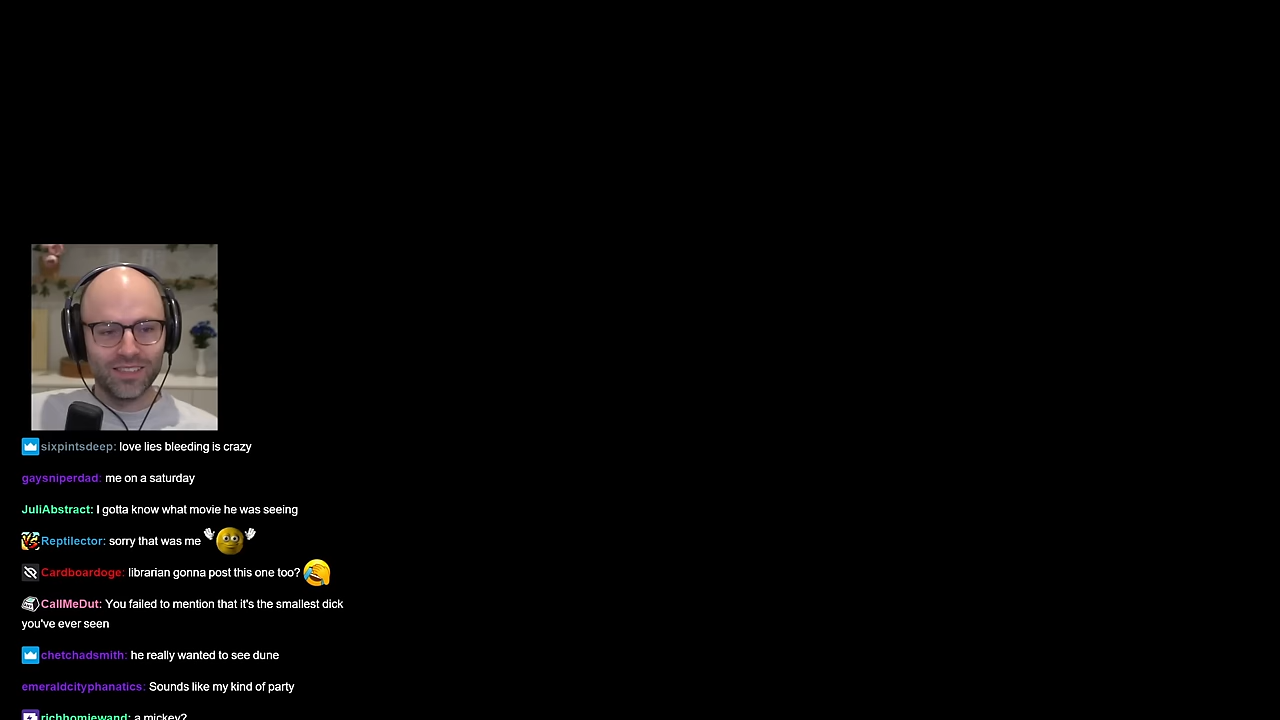 sixpintsdeep: love lies bleeding is crazy
gaysniperdad: me on a saturday
JuliAbstract: I gotta know what movie he was seeing
Reptilector: sorry that was me
Cardboardoge: librarian gonna post this one too?
CallMeDut: You failed to mention that it's the smallest dick
you've ever seen
chetchadsmith: he really wanted to see dune
emeraldcityphanatics: Sounds like my kind of party
richhomiewand: a mickey?